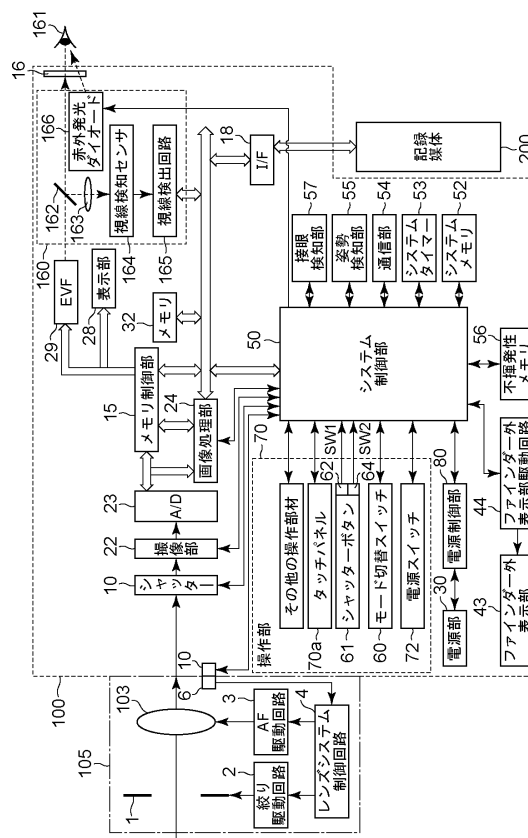 161
16
166
赤外発光
ダイオード
162
163
視線検知センサ
164
視線検出回路
165
160
EVF
29
表示部
28
メモリ
32
18
I/F
記録
媒体
200
15
メモリ制御部
24
画像処理部
23
A/D
22
撮像部
10
シャッター
50
システム
制御部
接眼
検知部
57
姿勢
検知部
55
通信部
54
システム
タイマー
53
システム
メモリ
52
56
不揮発性
メモリ
70
操作部
その他の操作部材
タッチパネル
70a
シャッターボタン
61
62
64
SW1
SW2
モード切替スイッチ
60
電源スイッチ
72
80
電源制御部
30
電源部
44
ファインダー外
表示部駆動回路
43
ファインダー外
表示部
100
105
103
6
10
3
AF
駆動回路
4
レンズシステム
制御回路
2
絞り
駆動回路
1